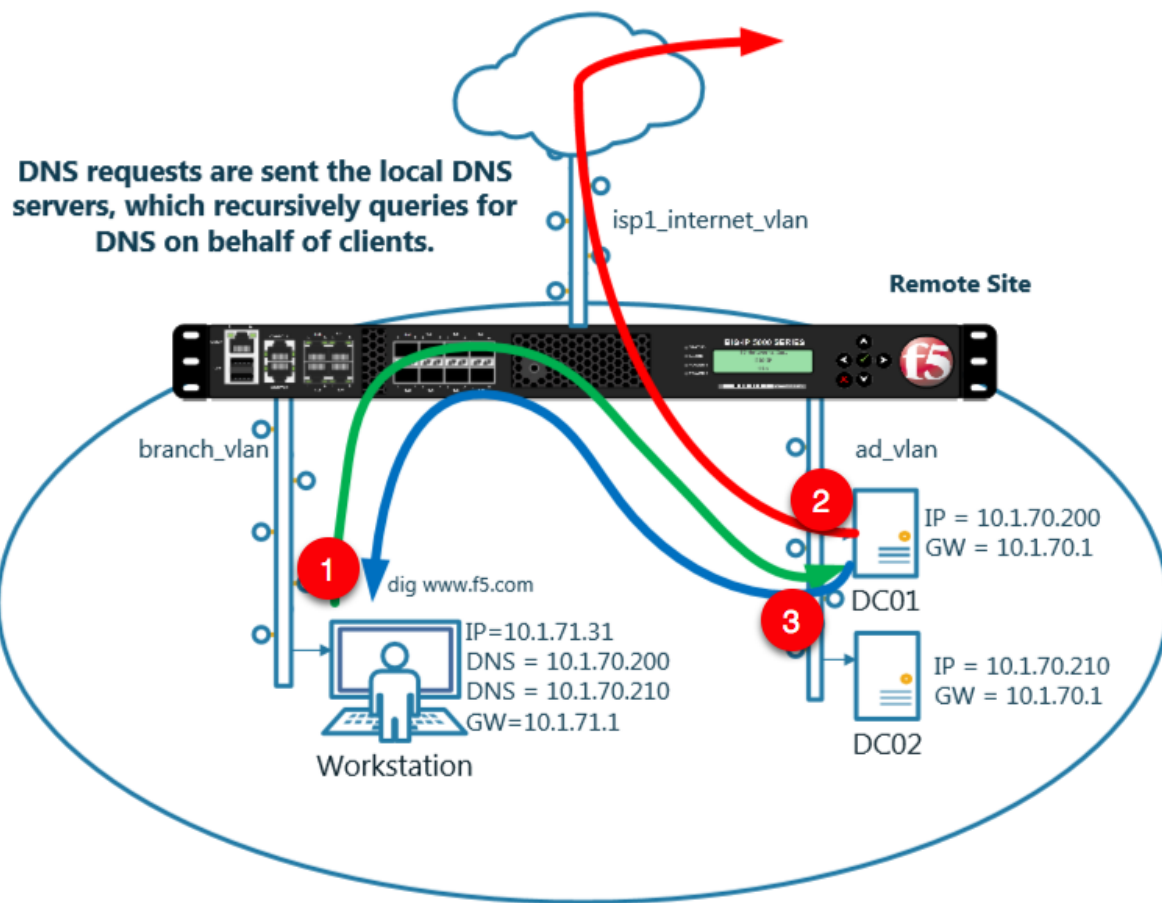 DNS requests are sent the local DNS
servers, which recursively queries for
DNS on behalf of clients.
isp1_internet_vlan
Remote Site
BIG-IP 5000 SERIES
f5
branch_vlan
ad_vlan
2
IP = 10.1.70.200
GW = 10.1.70.1
1
dig www.f5.com
DC01
3
IP=10.1.71.31
DNS = 10.1.70.200
DNS = 10.1.70.210
GW=10.1.71.1
IP = 10.1.70.210
GW = 10.1.70.1
Workstation
DC02